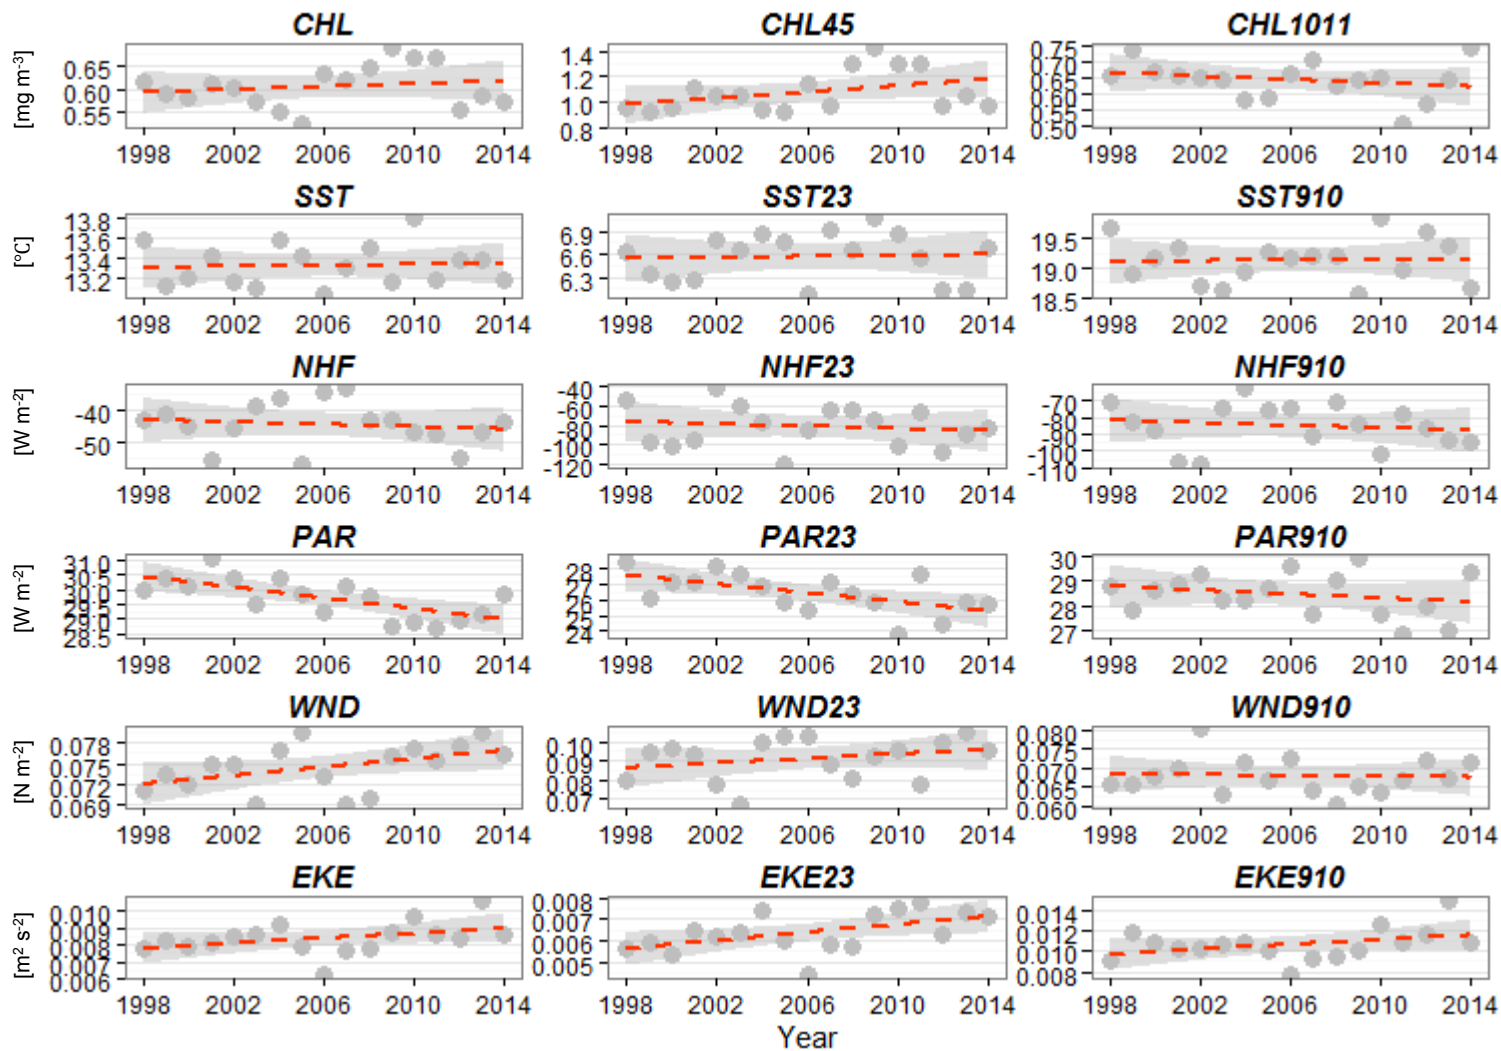 CHL CHL45 CHL1011
[mg m-3]
0.65 0.60 0.55
1.4 1.2 1.0 0.8
0.75 0.70 0.65 0.60 0.55 0.50
1998 2002 2006 2010 2014 1998 2002 2006 2010 2014 1998 2002 2006 2010 2014
SST SST23 SST910
[°C]
13.8 13.6 13.4 13.2
6.9 6.6 6.3
19.5 19.0 18.5
1998 2002 2006 2010 2014 1998 2002 2006 2010 2014 1998 2002 2006 2010 2014
NHF NHF23 NHF910
[W m-2]
-40 -50
-40 -60 -80 -100 -120
-70 -80 -90 -100 -110
1998 2002 2006 2010 2014 1998 2002 2006 2010 2014 1998 2002 2006 2010 2014
PAR PAR23 PAR910
[W m-2]
31.0 30.5 30.0 29.5 29.0 28.5
28 27 26 25 24
30 29 28 27
1998 2002 2006 2010 2014 1998 2002 2006 2010 2014 1998 2002 2006 2010 2014
WND WND23 WND910
[N m-2]
0.078 0.075 0.072 0.069
0.10 0.09 0.08 0.07
0.080 0.075 0.070 0.065 0.060
1998 2002 2006 2010 2014 1998 2002 2006 2010 2014 1998 2002 2006 2010 2014
EKE EKE23 EKE910
[m2 s-2]
0.010 0.009 0.008 0.007 0.006
0.008 0.007 0.006 0.005
0.014 0.012 0.010 0.008
1998 2002 2006 2010 2014 1998 2002 2006 2010 2014 1998 2002 2006 2010 2014
Year